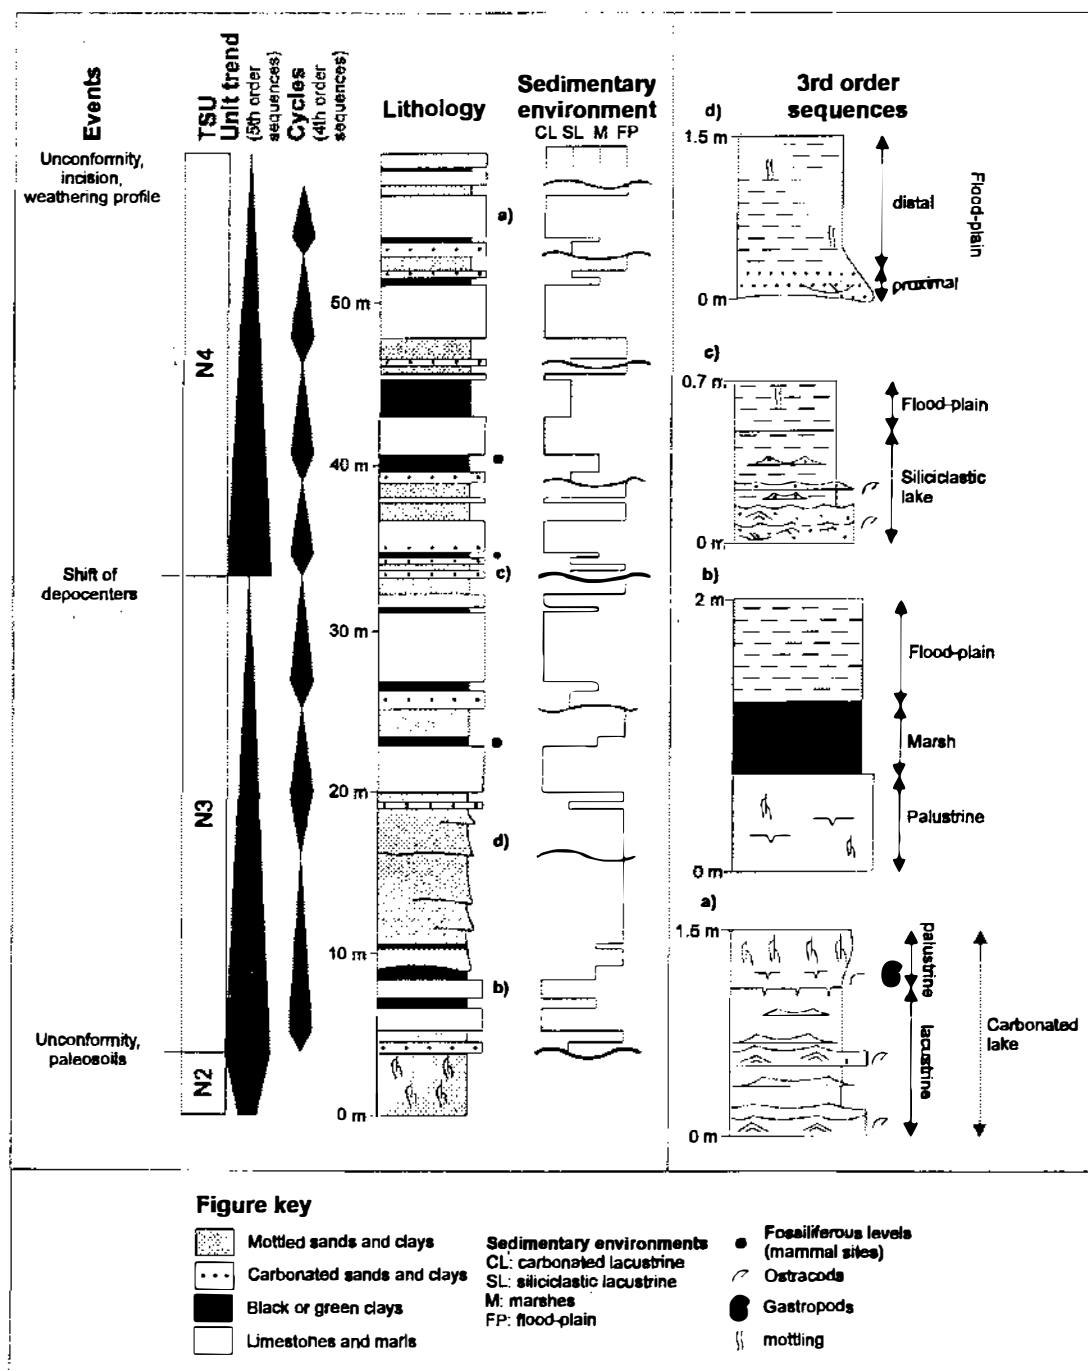 Events
TSU
Unit trend
(5th order
sequences)
Cycles
(4th order
sequences)
Lithology
Sedimentary
environment
CL SL M FP
3rd order
sequences
Unconformity,
incision,
weathering profile
Shift of
depocenters
Unconformity,
paleosoils
N4
N3
N2
50 m
40 m
30 m
20 m
10 m
0 m
a)
c)
d)
b)
d)
1.5 m
0 m
distal
proximal
Flood-plain
c)
0.7 m
0 m
Flood-plain
Siliciclastic
lake
b)
2 m
0 m
Flood-plain
Marsh
Palustrine
a)
1.5 m
0 m
palustrine
lacustrine
Carbonated
lake
Figure key
Mottled sands and clays
Carbonated sands and clays
Black or green clays
Limestones and marls
Sedimentary environments
CL: carbonated lacustrine
SL: siliciclastic lacustrine
M: marshes
FP: flood-plain
Fossiliferous levels
(mammal sites)
Ostracods
Gastropods
mottling